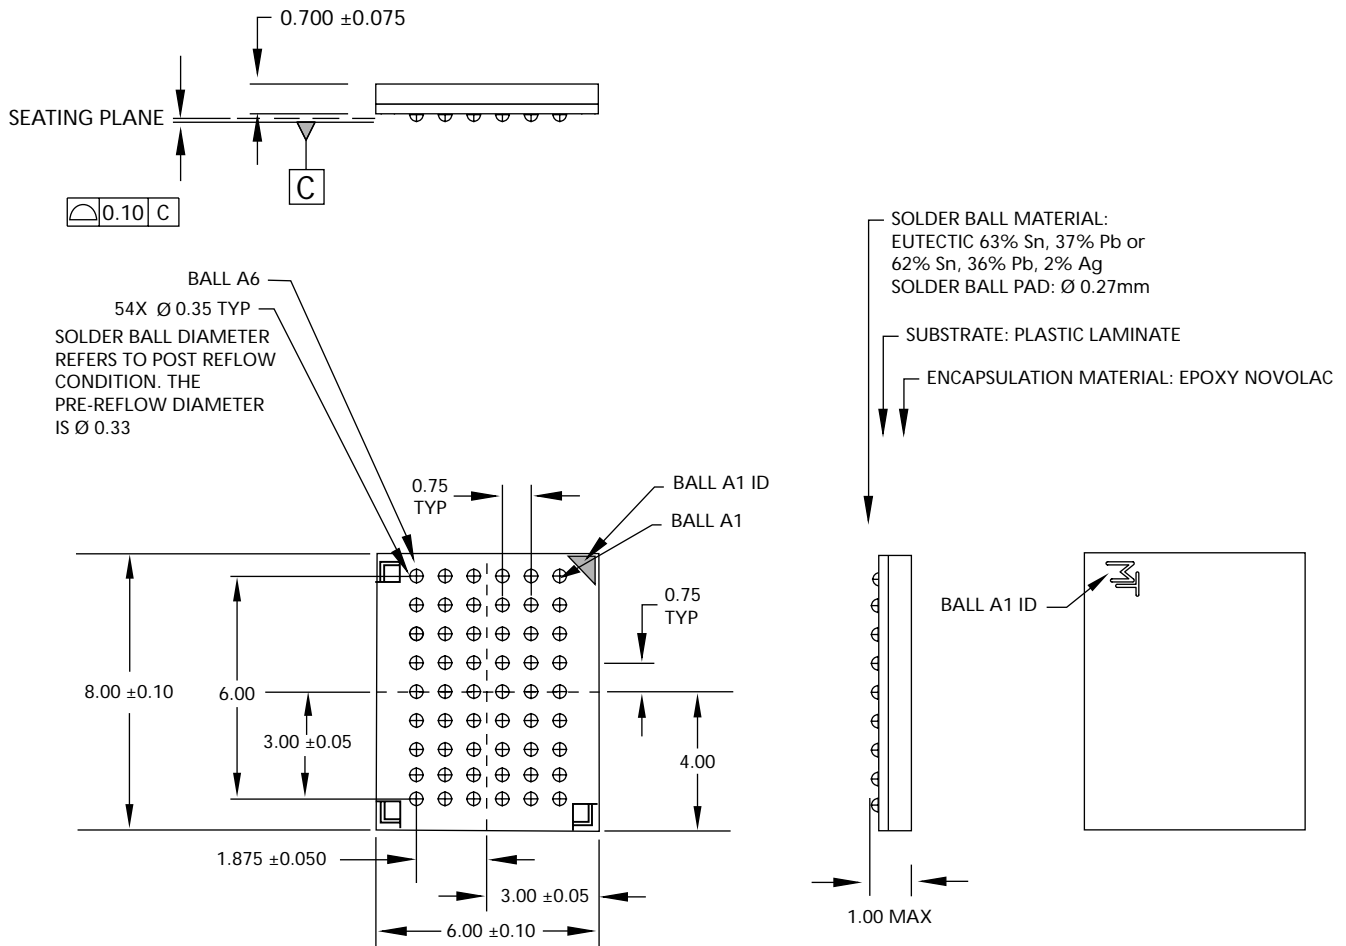 0.700 ±0.075
SEATING PLANE
C
0.10 C
SOLDER BALL MATERIAL:
EUTECTIC 63% Sn, 37% Pb or
62% Sn, 36% Pb, 2% Ag
SOLDER BALL PAD: Ø 0.27mm
SUBSTRATE: PLASTIC LAMINATE
ENCAPSULATION MATERIAL: EPOXY NOVOLAC
BALL A6
54X Ø 0.35 TYP
SOLDER BALL DIAMETER
REFERS TO POST REFLOW
CONDITION. THE
PRE-REFLOW DIAMETER
IS Ø 0.33
0.75
TYP
BALL A1 ID
BALL A1
0.75
TYP
BALL A1 ID
8.00 ±0.10
6.00
3.00 ±0.05
4.00
1.875 ±0.050
3.00 ±0.05
6.00 ±0.10
1.00 MAX